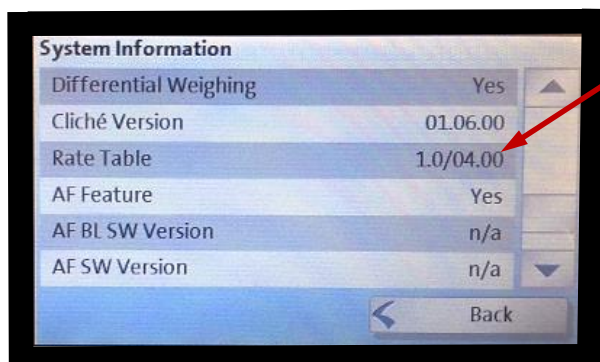 System Information
Differential Weighing Yes
Cliché Version 01.06.00
Rate Table 1.0/04.00
AF Feature Yes
AF BL SW Version n/a
AF SW Version n/a
Back